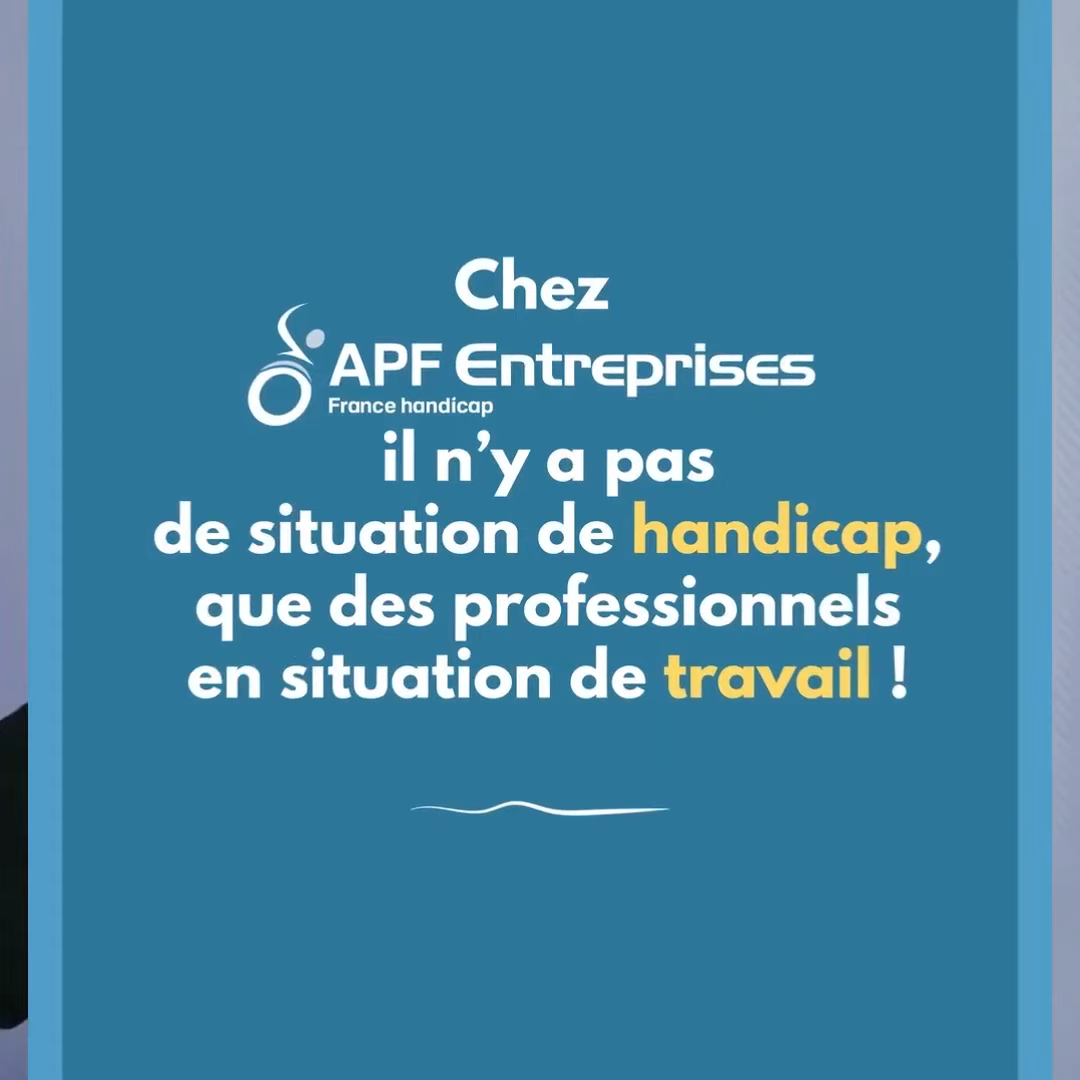 Chez
APF Entreprises
France handicap
il n’y a pas
de situation de handicap,
que des professionnels
en situation de travail !